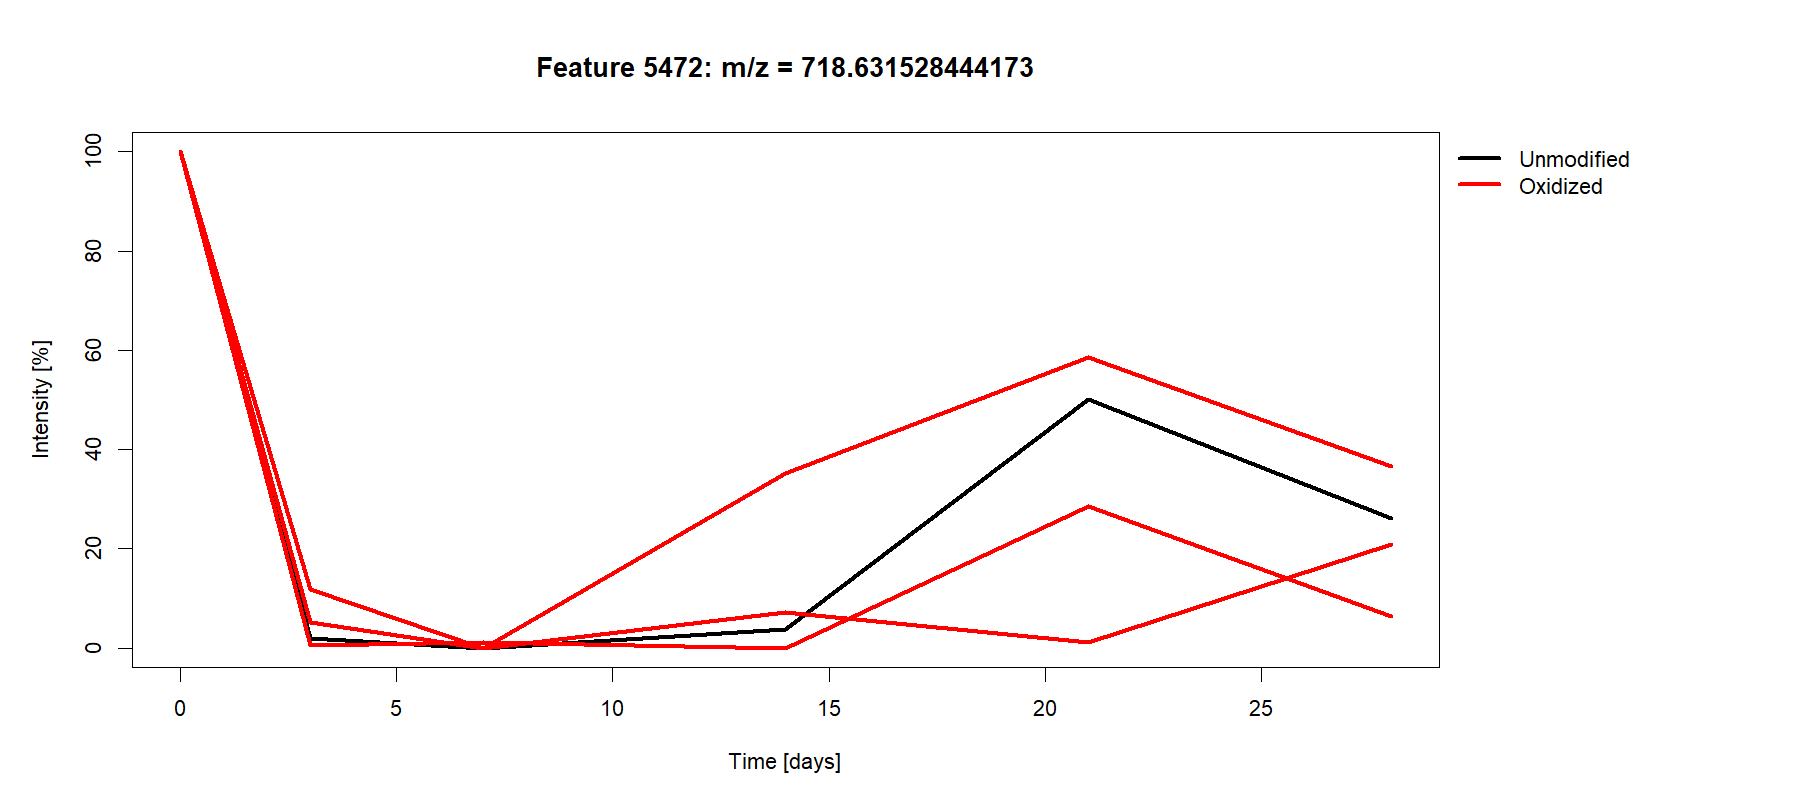 Feature 5472: m/z = 718.631528444173
Unmodified
Oxidized
Intensity [%]
100
80
60
40
20
0
0 5 10 15 20 25
Time [days]